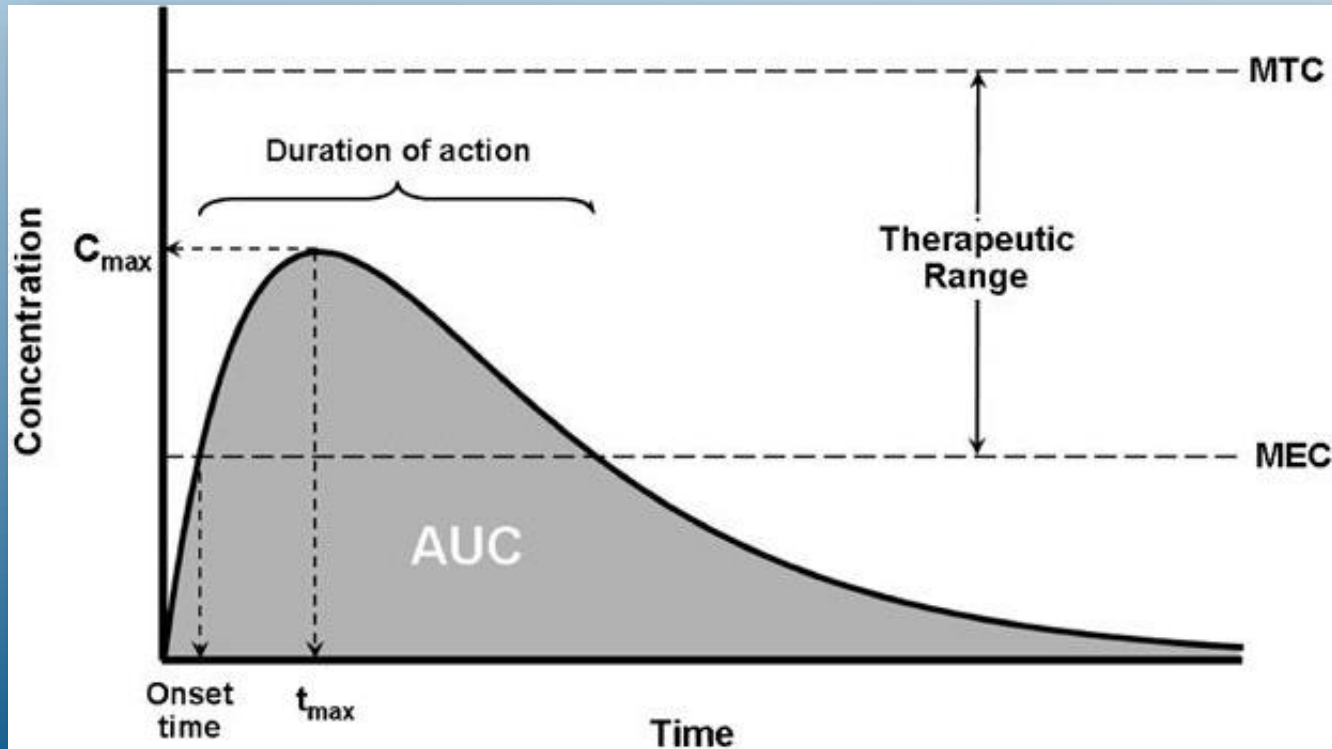 MTC
Duration of action
Concentration
Cmax
Therapeutic
Range
MEC
AUC
Onset
time
tmax
Time